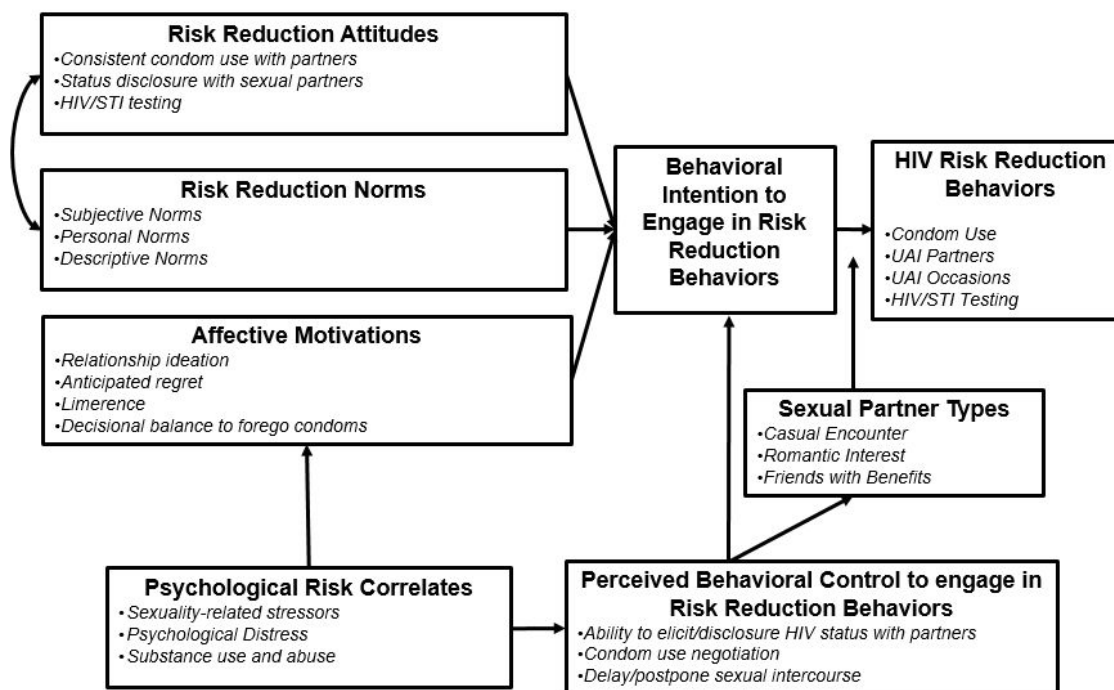 Risk Reduction Attitudes
•Consistent condom use with partners
•Status disclosure with sexual partners
•HIV/STI testing
Risk Reduction Norms
•Subjective Norms
•Personal Norms
•Descriptive Norms
Affective Motivations
•Relationship ideation
•Anticipated regret
•Limerence
•Decisional balance to forego condoms
Behavioral
Intention to
Engage in Risk
Reduction
Behaviors
HIV Risk Reduction
Behaviors
•Condom Use
•UAI Partners
•UAI Occasions
•HIV/STI Testing
Sexual Partner Types
•Casual Encounter
•Romantic Interest
•Friends with Benefits
Psychological Risk Correlates
•Sexuality-related stressors
•Psychological Distress
•Substance use and abuse
Perceived Behavioral Control to engage in
Risk Reduction Behaviors
•Ability to elicit/disclosure HIV status with partners
•Condom use negotiation
•Delay/postpone sexual intercourse